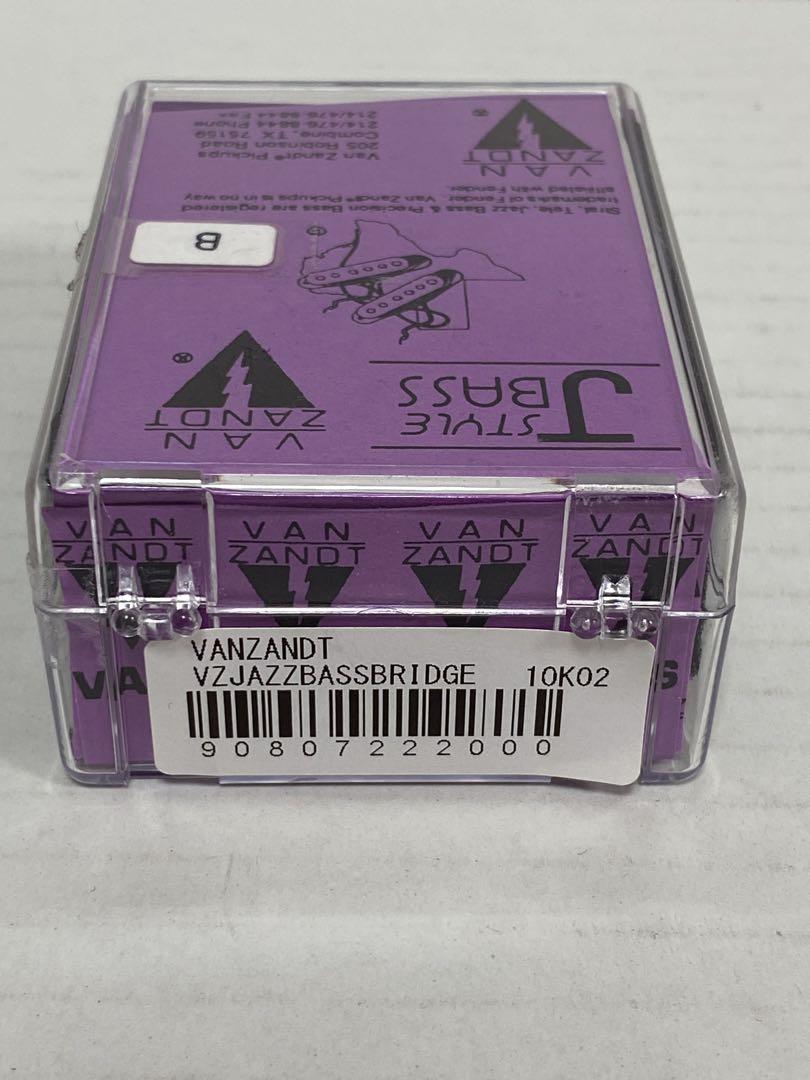 VAN
ZANDT
®
Van Zandt® Pickups
205 Robinson Road
Combine, TX 75159
214/476-8844 Phone
214/476-8844 Fax
Strat, Tele, Jazz Bass & Precision Bass are registered
trademarks of Fender. Van Zandt® Pickups is in no way
affiliated with Fender.
B
®
J STYLE
BASS
VAN
ZANDT
®
VAN
ZANDT
VAN
ZANDT
VAN
ZANDT
VAN
ZANDT
VA
S
VANZANDT
VZJAZZBASSBRIDGE 10K02
90807222000